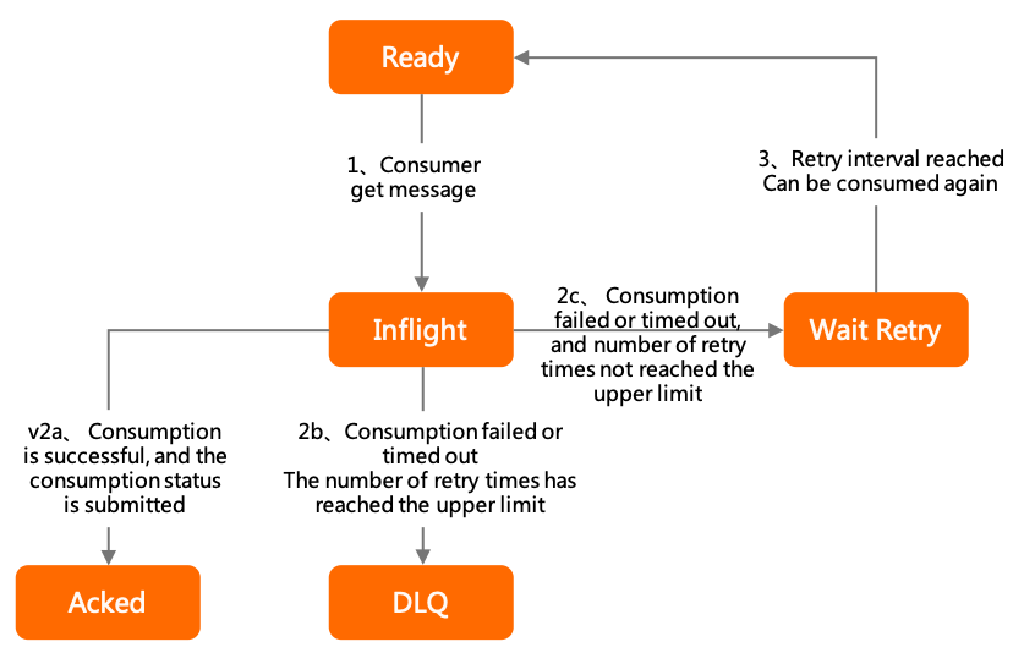 Ready
1、Consumer
get message
3、Retry interval reached
Can be consumed again
Inflight
2c、 Consumption
failed or timed out,
and number of retry
times not reached the
upper limit
Wait Retry
v2a、 Consumption
is successful, and the
consumption status
is submitted
2b、Consumption failed or
timed out
The number of retry times has
reached the upper limit
Acked
DLQ